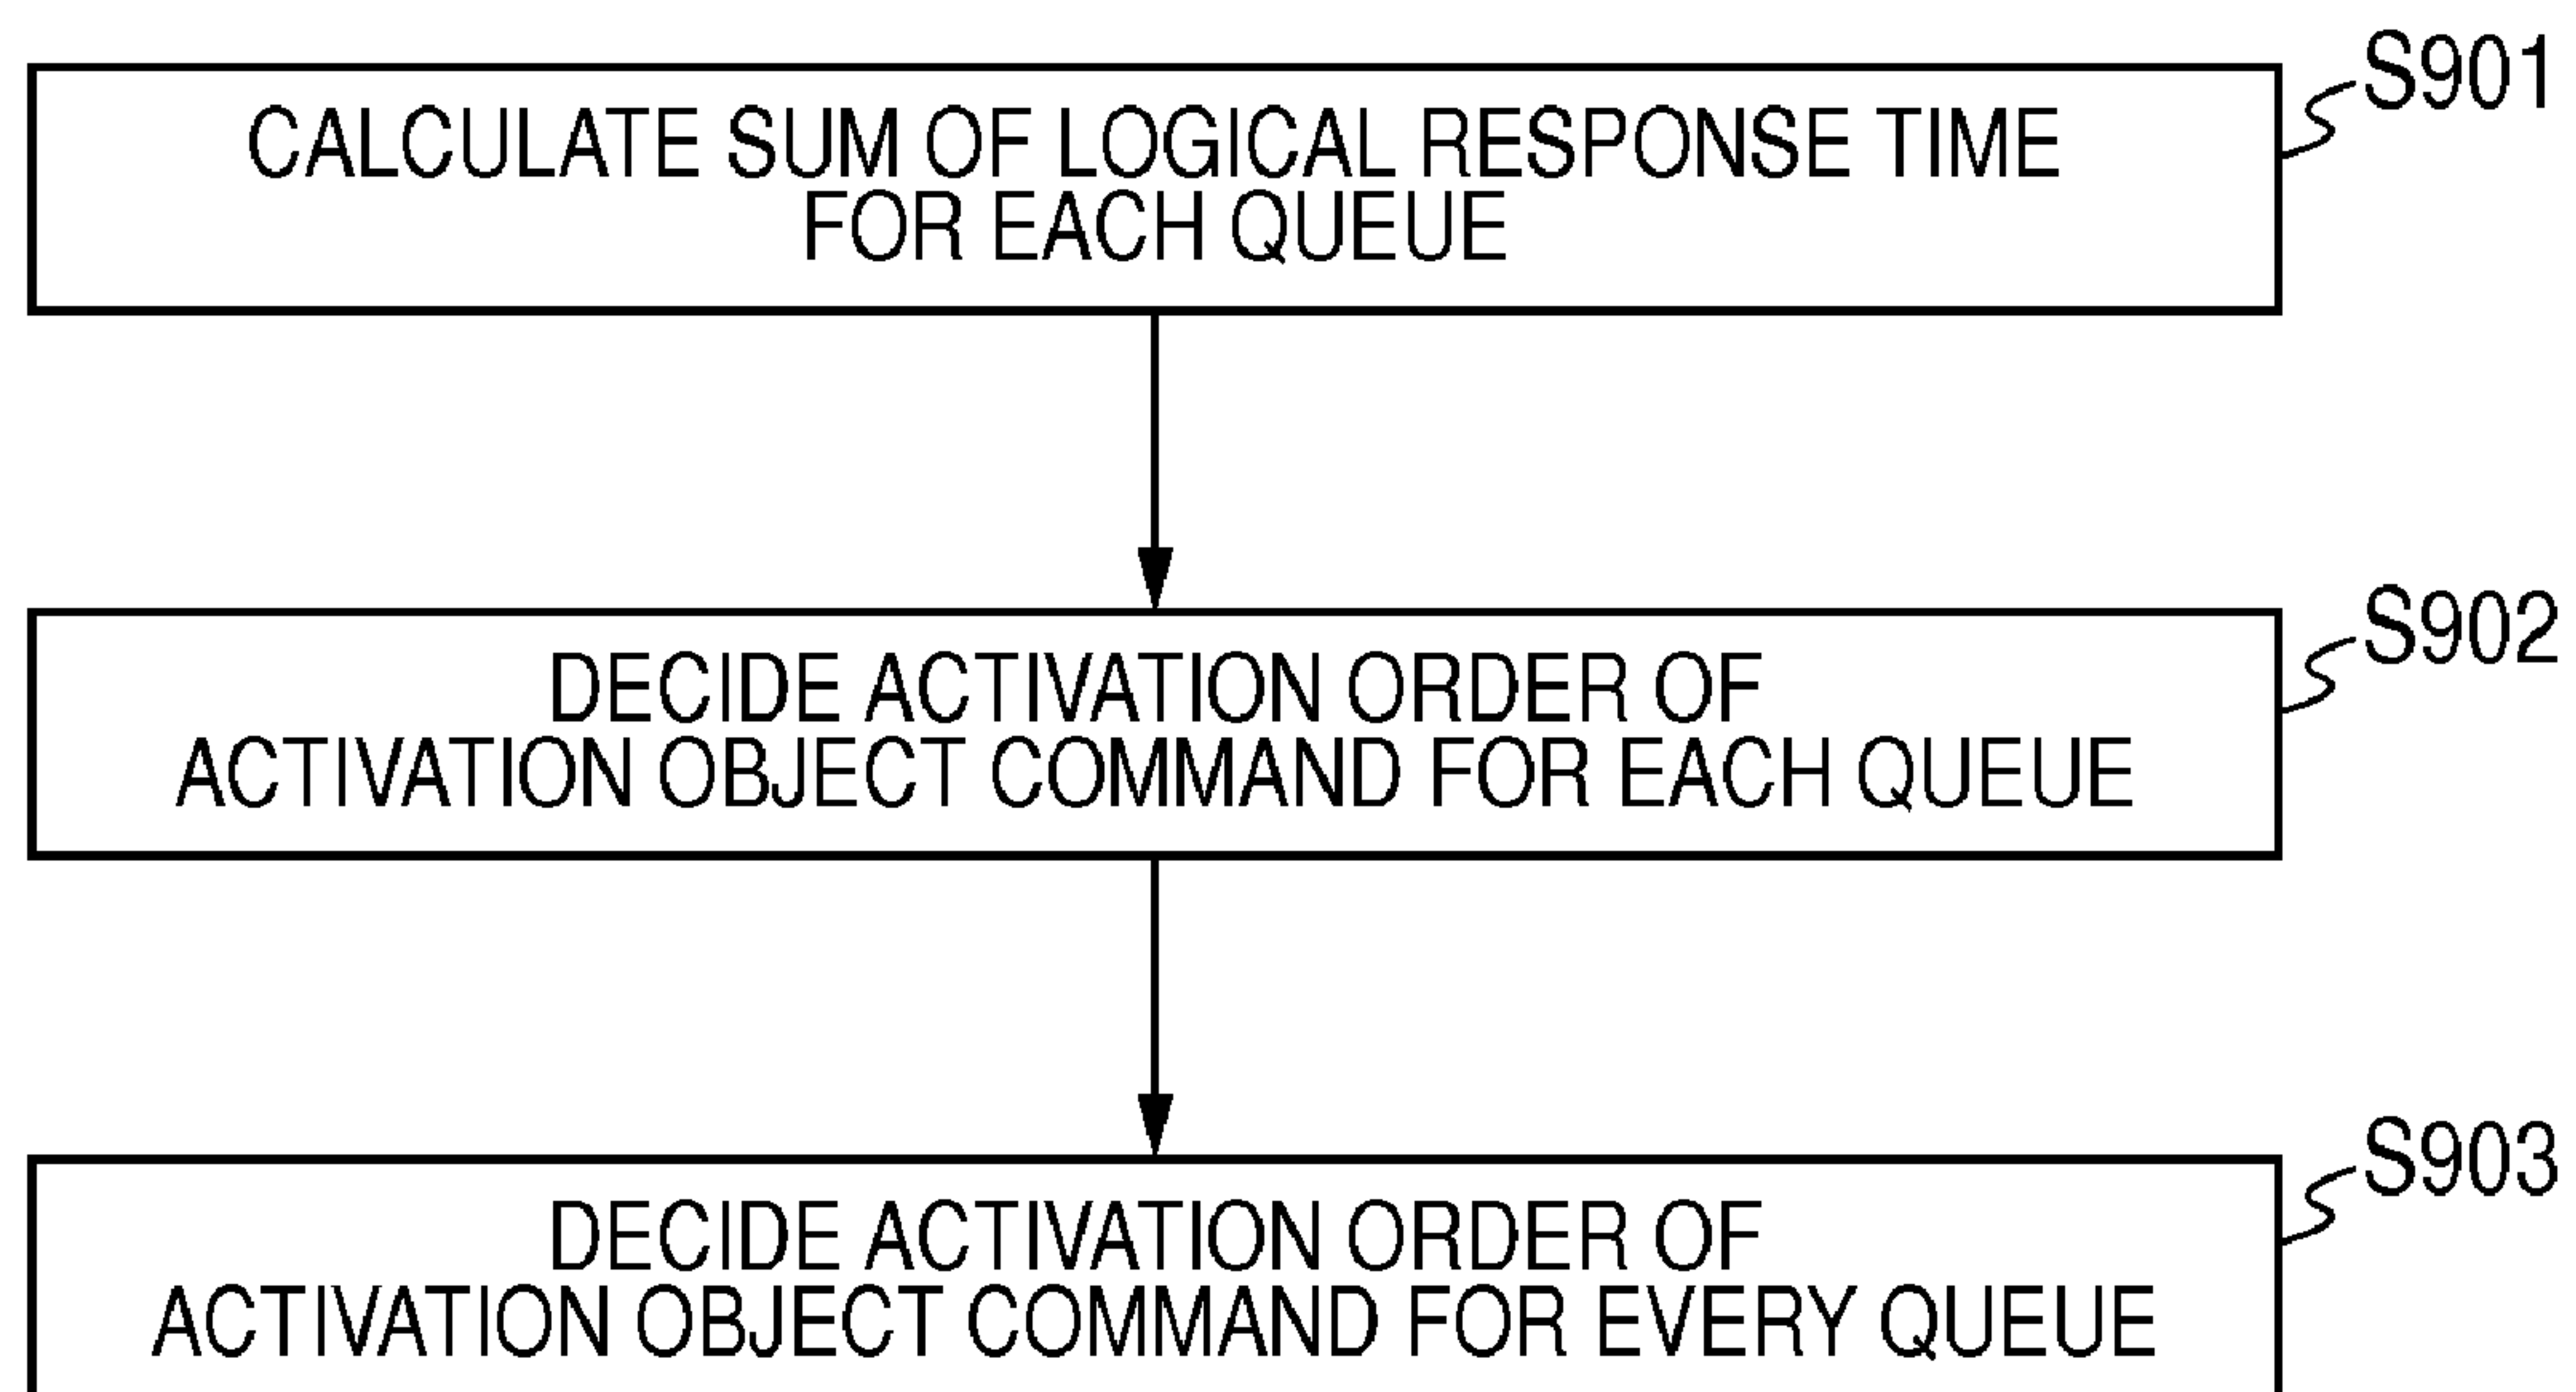 S901
CALCULATE SUM OF LOGICAL RESPONSE TIME
FOR EACH QUEUE
S902
DECIDE ACTIVATION ORDER OF
ACTIVATION OBJECT COMMAND FOR EACH QUEUE
S903
DECIDE ACTIVATION ORDER OF
ACTIVATION OBJECT COMMAND FOR EVERY QUEUE